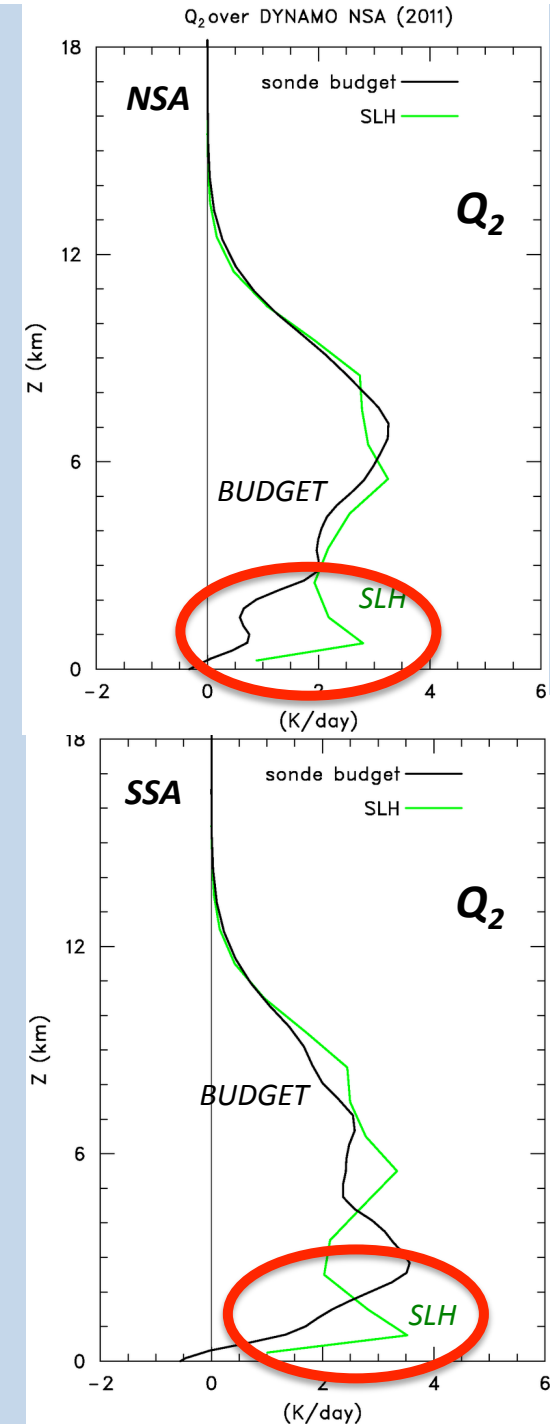 Q2 over DYNAMO NSA (2011)
18
NSA
sonde budget
SLH
Q2
12
Z (km)
6
BUDGET
SLH
0
−2 0 2 4 6
(K/day)
18
SSA
sonde budget
SLH
Q2
12
Z (km)
BUDGET
6
SLH
0
−2 0 2 4 6
(K/day)